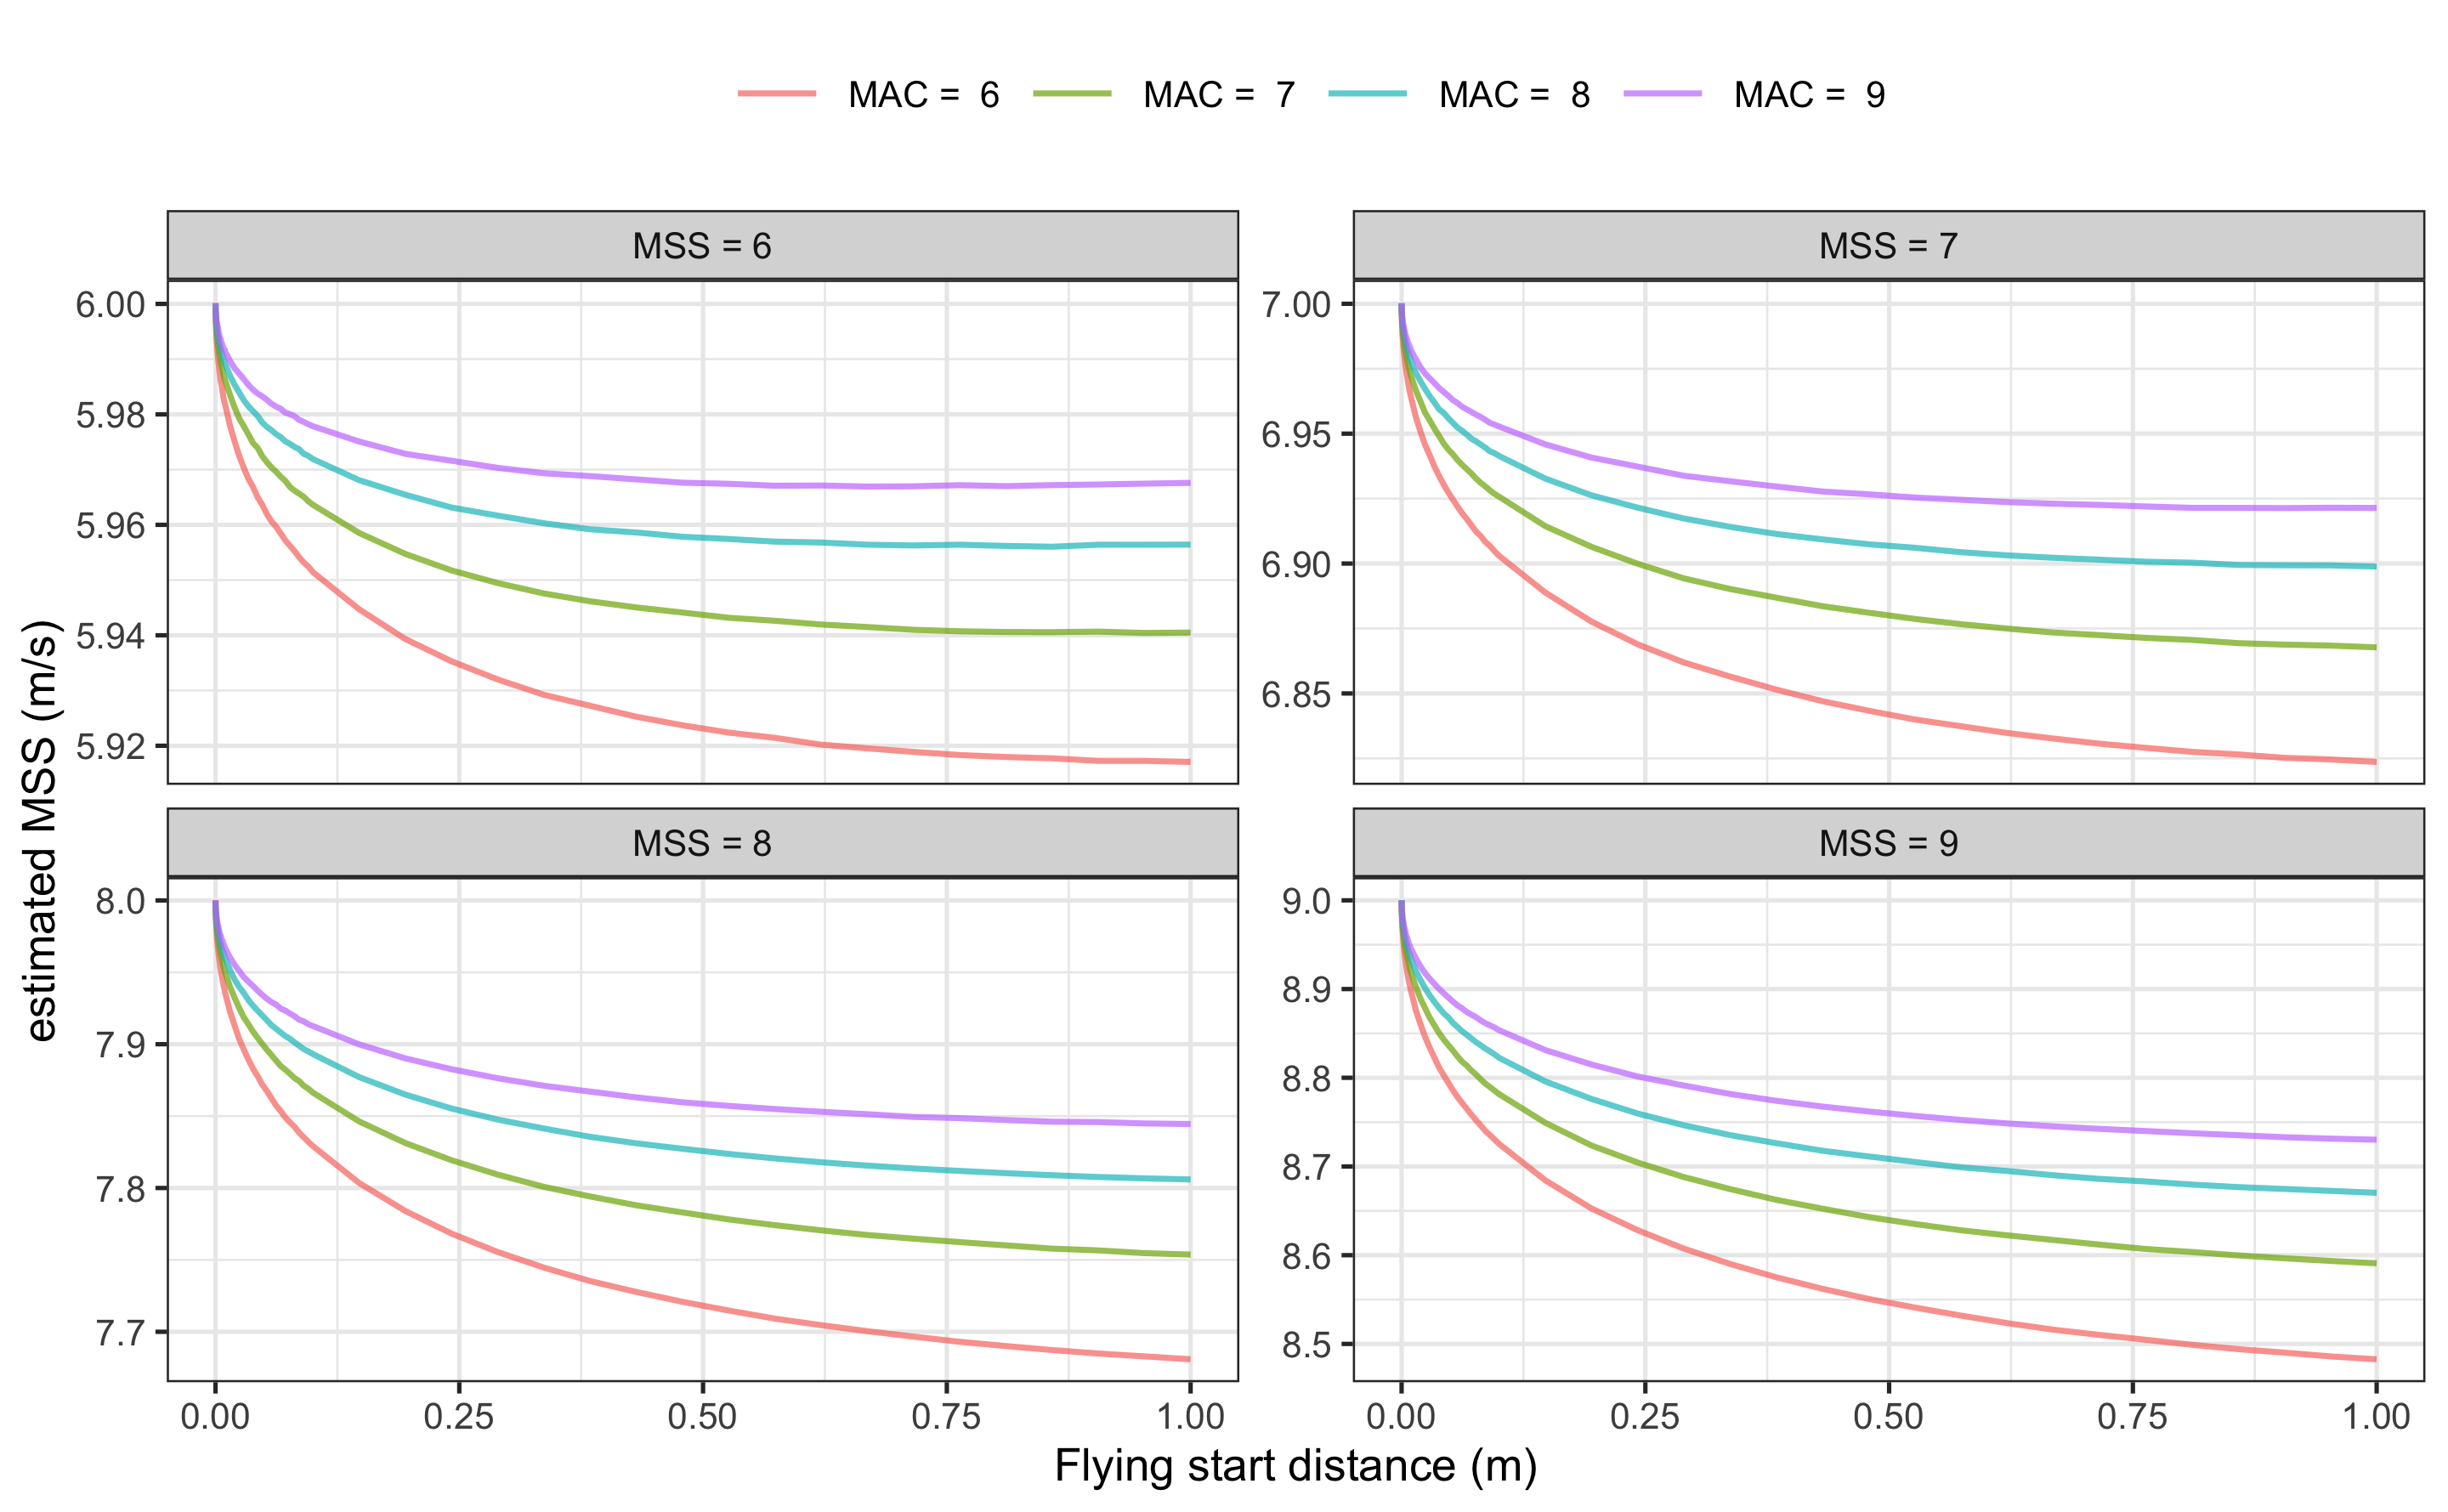 MAC = 6 MAC = 7 MAC = 8 MAC = 9
MSS = 6
MSS = 7
6.00
5.98
5.96
5.94
5.92
7.00
6.95
6.90
6.85
MSS = 8
MSS = 9
8.0
7.9
7.8
7.7
9.0
8.9
8.8
8.7
8.6
8.5
0.00 0.25 0.50 0.75 1.00
0.00 0.25 0.50 0.75 1.00
estimated MSS (m/s)
Flying start distance (m)